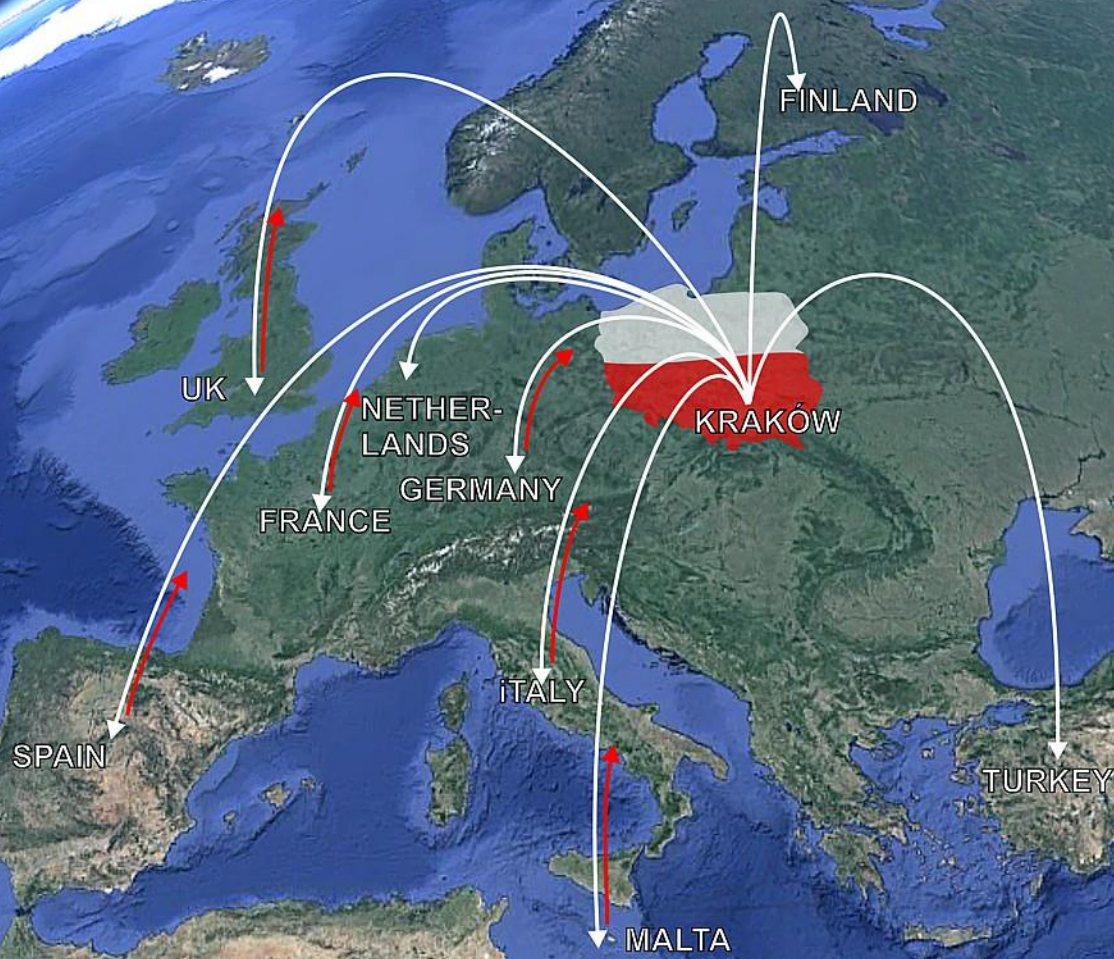 FINLAND
UK
NETHER-
LANDS
KRAKÓW
GERMANY
FRANCE
iTALY
SPAIN
TURKEY
MALTA